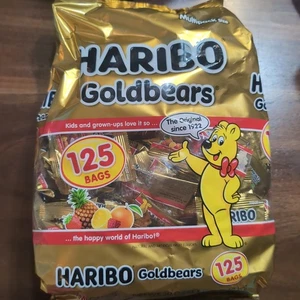 HARIBO
Goldbears
Kids and grown-ups love it so ...
The Original
since 1922
125
BAGS
RIBO
... the happy world of Haribo!®
HARIBO Goldbears
125
BAGS